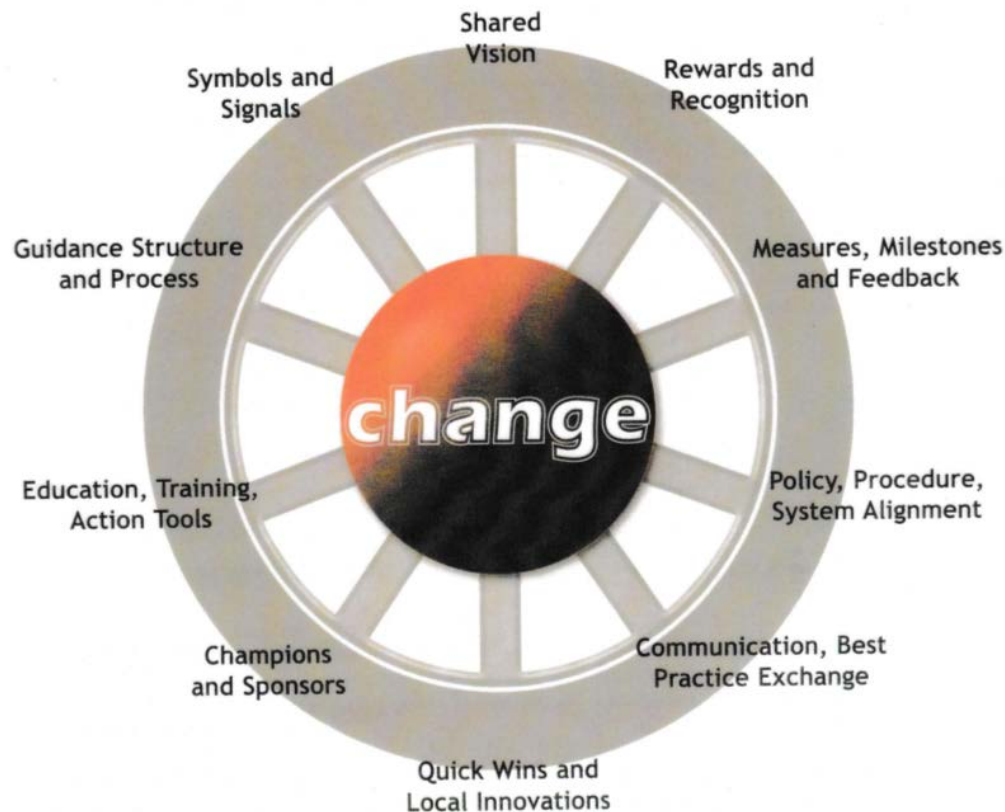 Shared
Vision
Rewards and
Recognition
Measures, Milestones
and Feedback
Policy, Procedure,
System Alignment
Communication, Best
Practice Exchange
Quick Wins and
Local Innovations
Champions
and Sponsors
Education, Training,
Action Tools
Guidance Structure
and Process
Symbols and
Signals
change